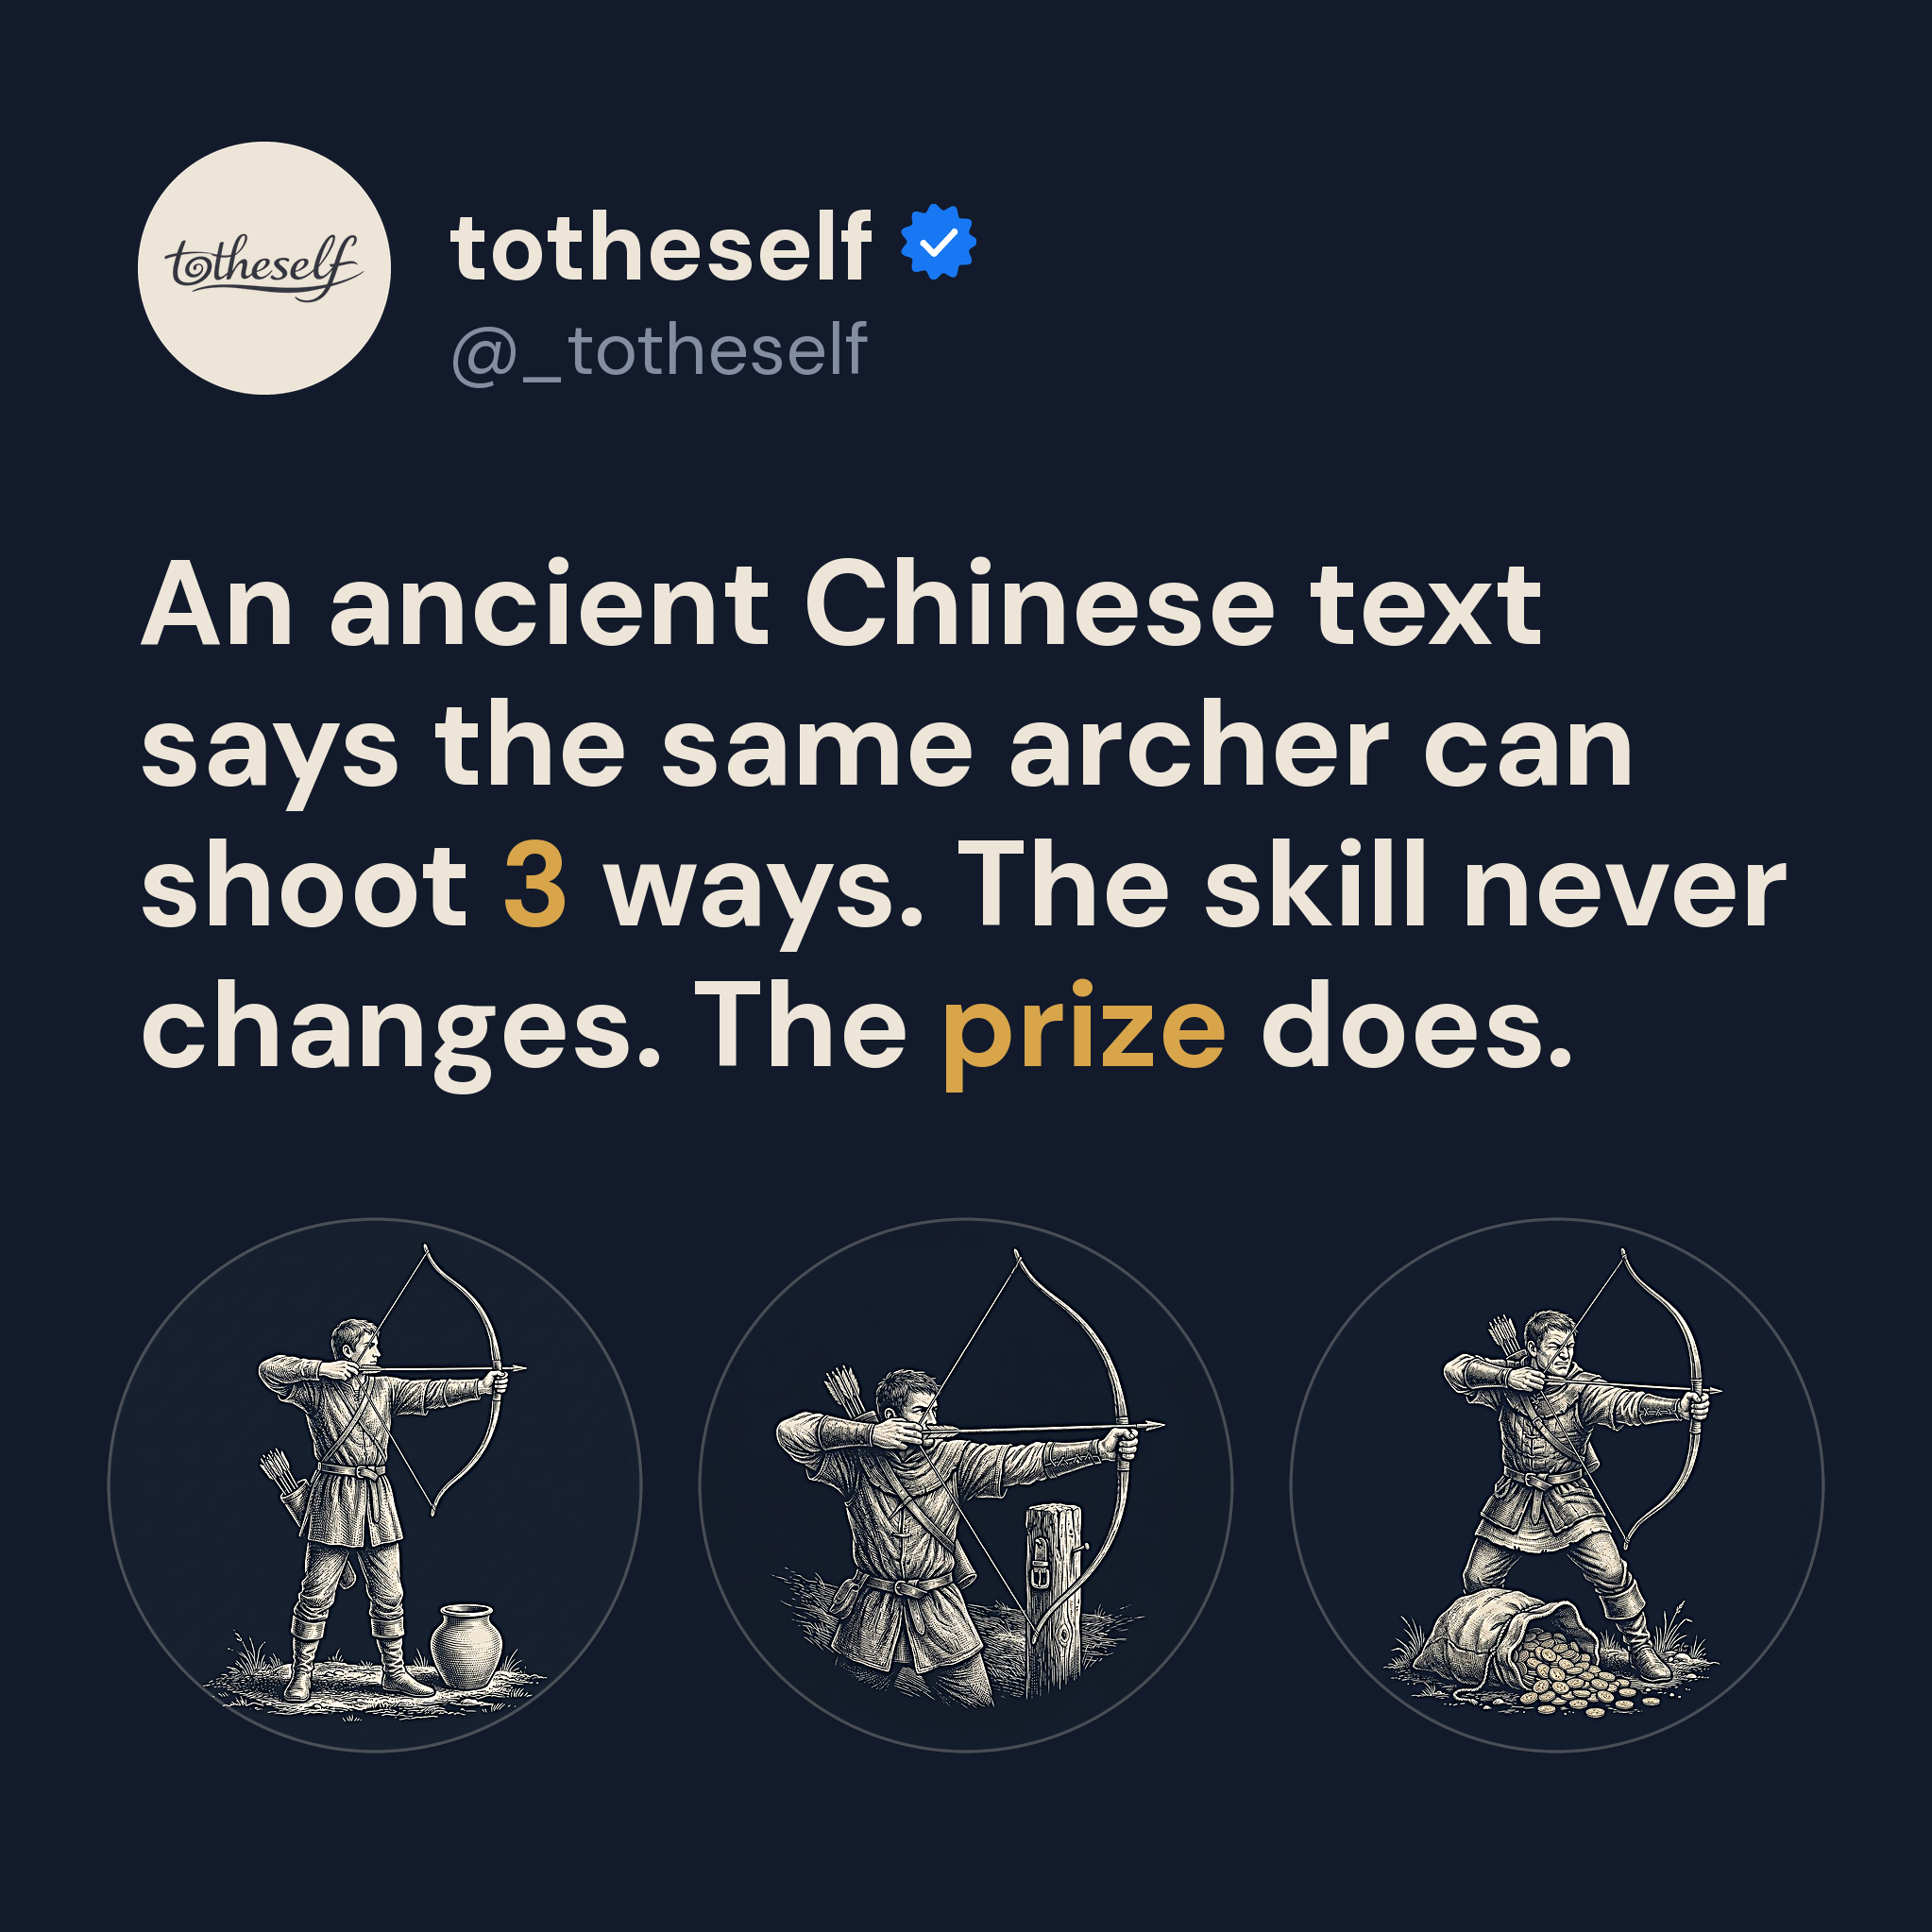 totheself
totheself
@_totheself
An ancient Chinese text
says the same archer can
shoot 3 ways. The skill never
changes. The prize does.